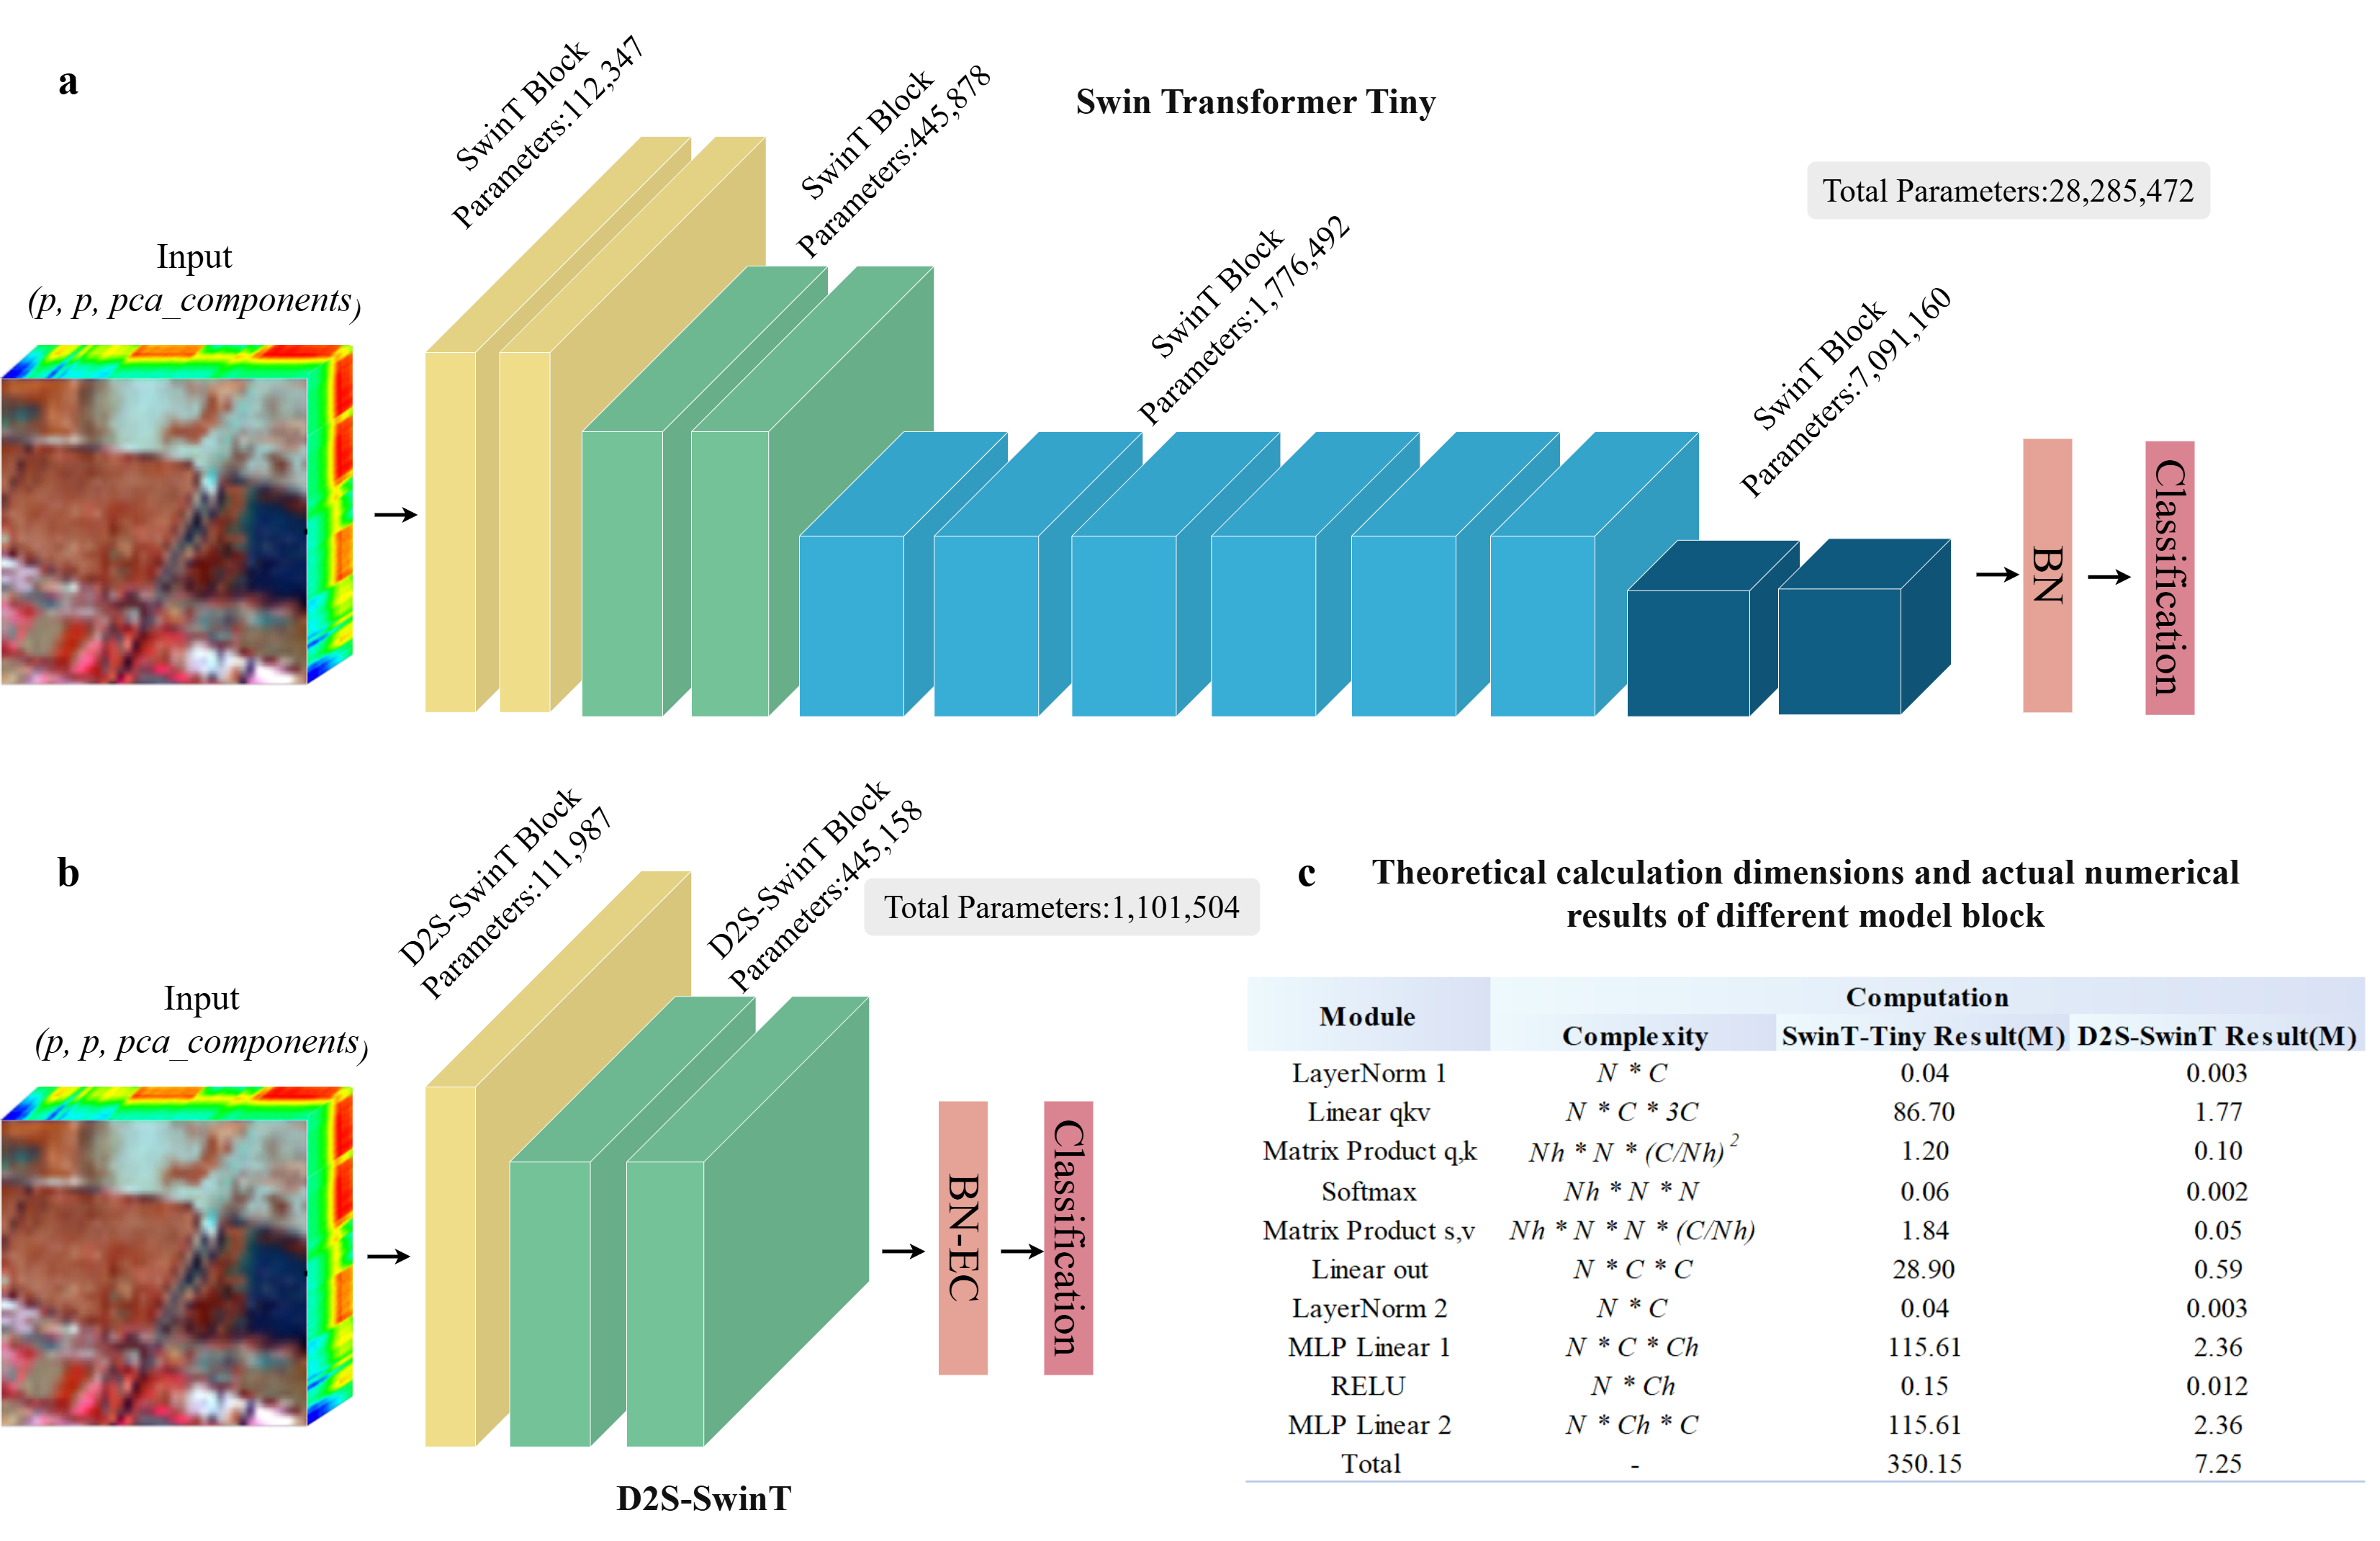 a
Swin Transformer Tiny
SwinT Block
Parameters:112,347
SwinT Block
Parameters:445,878
SwinT Block
Parameters:1,776,492
SwinT Block
Parameters:7,091,160
Total Parameters:28,285,472
Input
(p, p, pca_components)
BN
Classification
b
D2S-SwinT Block
Parameters:111,987
D2S-SwinT Block
Parameters:445,158
Total Parameters:1,101,504
Input
(p, p, pca_components)
BN-EC
Classification
D2S-SwinT
c
Theoretical calculation dimensions and actual numerical
results of different model block
Module Computation
Complexity SwinT-Tiny Result(M) D2S-SwinT Result(M)
LayerNorm 1 N * C 0.04 0.003
Linear qkv N * C * 3C 86.70 1.77
Matrix Product q,k Nh * N * (C/Nh)² 1.20 0.10
Softmax Nh * N * N 0.06 0.002
Matrix Product s,v Nh * N * N * (C/Nh) 1.84 0.05
Linear out N * C * C 28.90 0.59
LayerNorm 2 N * C 0.04 0.003
MLP Linear 1 N * C * Ch 115.61 2.36
RELU N * Ch 0.15 0.012
MLP Linear 2 N * Ch * C 115.61 2.36
Total - 350.15 7.25